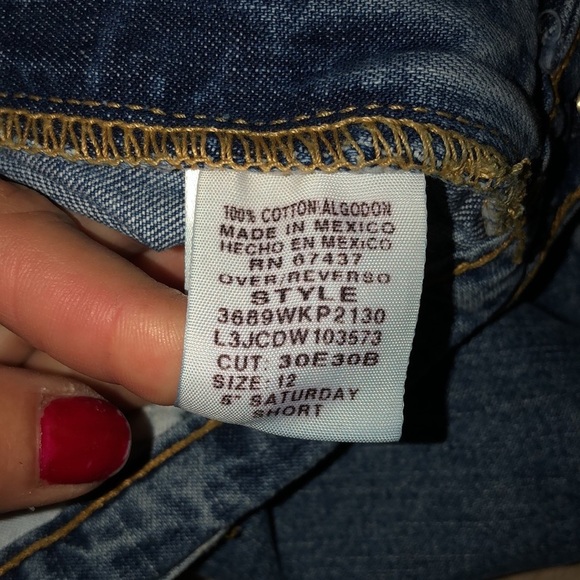 100% COTTON/ALGODON
MADE IN MEXICO
HECHO EN MEXICO
RN 67437
OVER/REVERSO
STYLE
3689WKP2130
L3JCDW103573
CUT: 30E30B
SIZE: 12
5" SATURDAY
SHORT